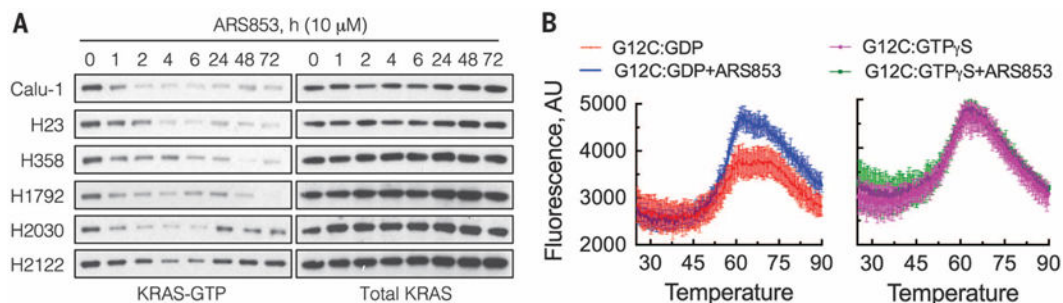 A
ARS853, h (10 μM)
0 1 2 4 6 24 48 72 0 1 2 4 6 24 48 72
Calu-1
H23
H358
H1792
H2030
H2122
KRAS-GTP Total KRAS
B
G12C:GDP
G12C:GDP+ARS853
G12C:GTPγS
G12C:GTPγS+ARS853
Fluorescence, AU
5000
4000
3000
2000
30 45 60 75 90 30 45 60 75 90
Temperature Temperature